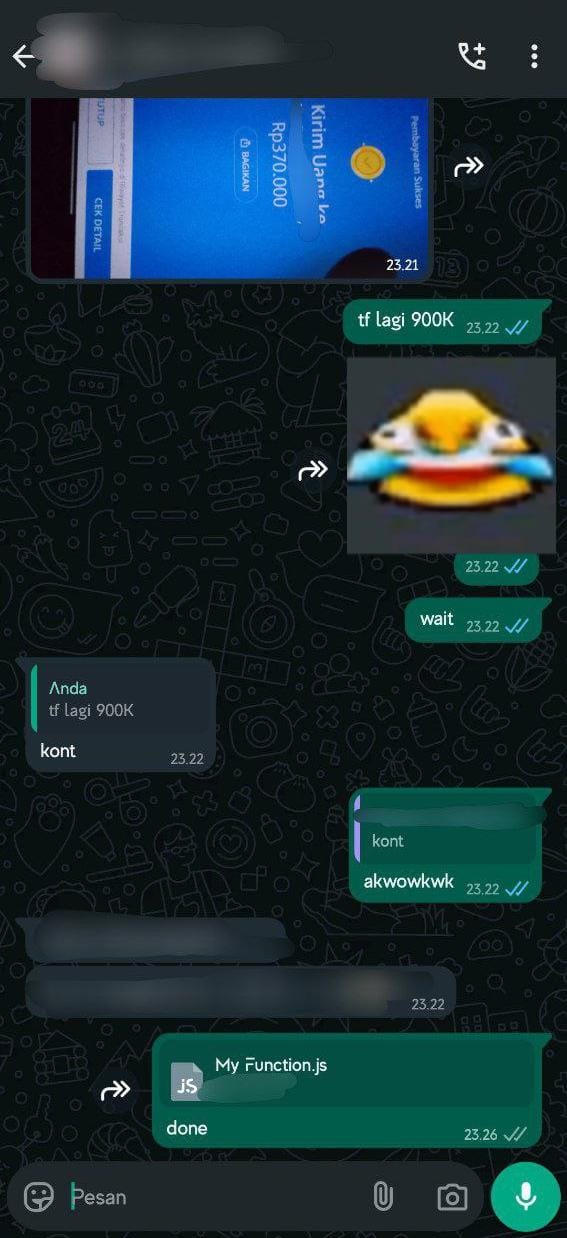 Pembayaran Sukses
Kirim Uang ke
Rp370.000
BAGIKAN
TUTUP
CEK DETAIL
23.21
tf lagi 900K 23.22
23.22
wait 23.22
Anda
tf lagi 900K
kont 23.22
kont
akwowkwk 23.22
23.22
My Function.js
JS
done 23.26
Pesan